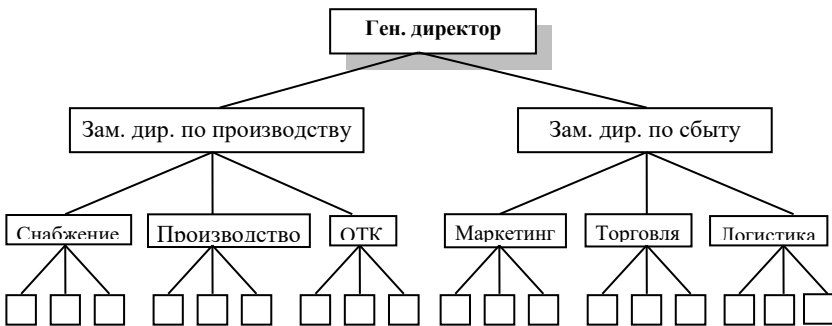 Ген. директор
Зам. дир. по производству
Зам. дир. по сбыту
Снабжение
Производство
ОТК
Маркетинг
Торговля
Логистика